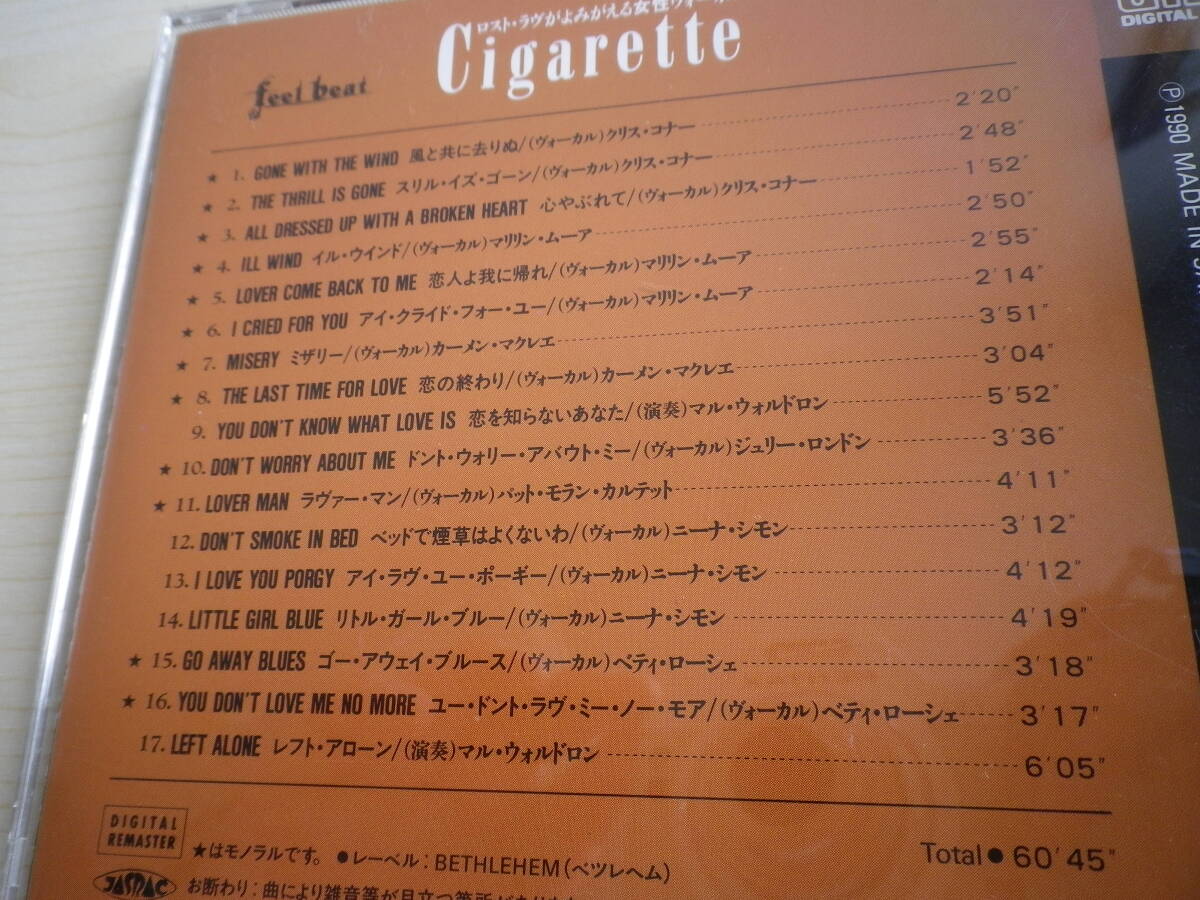 ロスト・ラヴがよみがえる女性ヴォーカル
Cigarette
feel beat
DIGITAL
Ⓟ1990 MADE IN
★ 1. GONE WITH THE WIND 風と共に去りぬ/(ヴォーカル)クリス・コナー 2'20"
★ 2. THE THRILL IS GONE スリル・イズ・ゴーン/(ヴォーカル)クリス・コナー 2'48"
★ 3. ALL DRESSED UP WITH A BROKEN HEART 心やぶれて/(ヴォーカル)クリス・コナー 1'52"
★ 4. ILL WIND イル・ウインド/(ヴォーカル)マリリン・ムーア 2'50"
★ 5. LOVER COME BACK TO ME 恋人よ我に帰れ/(ヴォーカル)マリリン・ムーア 2'55"
★ 6. I CRIED FOR YOU アイ・クライド・フォー・ユー/(ヴォーカル)マリリン・ムーア 2'14"
★ 7. MISERY ミザリー/(ヴォーカル)カーメン・マクレエ 3'51"
★ 8. THE LAST TIME FOR LOVE 恋の終わり/(ヴォーカル)カーメン・マクレエ 3'04"
9. YOU DON'T KNOW WHAT LOVE IS 恋を知らないあなた/(演奏)マル・ウォルドロン 5'52"
★ 10. DON'T WORRY ABOUT ME ドント・ウォリー・アバウト・ミー/(ヴォーカル)ジュリー・ロンドン 3'36"
★ 11. LOVER MAN ラヴァー・マン/(ヴォーカル)パット・モラン・カルテット 4'11"
12. DON'T SMOKE IN BED ベッドで煙草はよくないわ/(ヴォーカル)ニーナ・シモン 3'12"
13. I LOVE YOU PORGY アイ・ラヴ・ユー・ポーギー/(ヴォーカル)ニーナ・シモン 4'12"
14. LITTLE GIRL BLUE リトル・ガール・ブルー/(ヴォーカル)ニーナ・シモン 4'19"
★ 15. GO AWAY BLUES ゴー・アウェイ・ブルース/(ヴォーカル)ベティ・ローシェ 3'18"
★ 16. YOU DON'T LOVE ME NO MORE ユー・ドント・ラヴ・ミー・ノー・モア/(ヴォーカル)ベティ・ローシェ 3'17"
17. LEFT ALONE レフト・アローン/(演奏)マル・ウォルドロン 6'05"
DIGITAL REMASTER
★はモノラルです。 ●レーベル：BETHLEHEM(ベツレヘム)
Total ● 60'45"
JASRAC
お断わり：曲により雑音等が目立つ箇所が